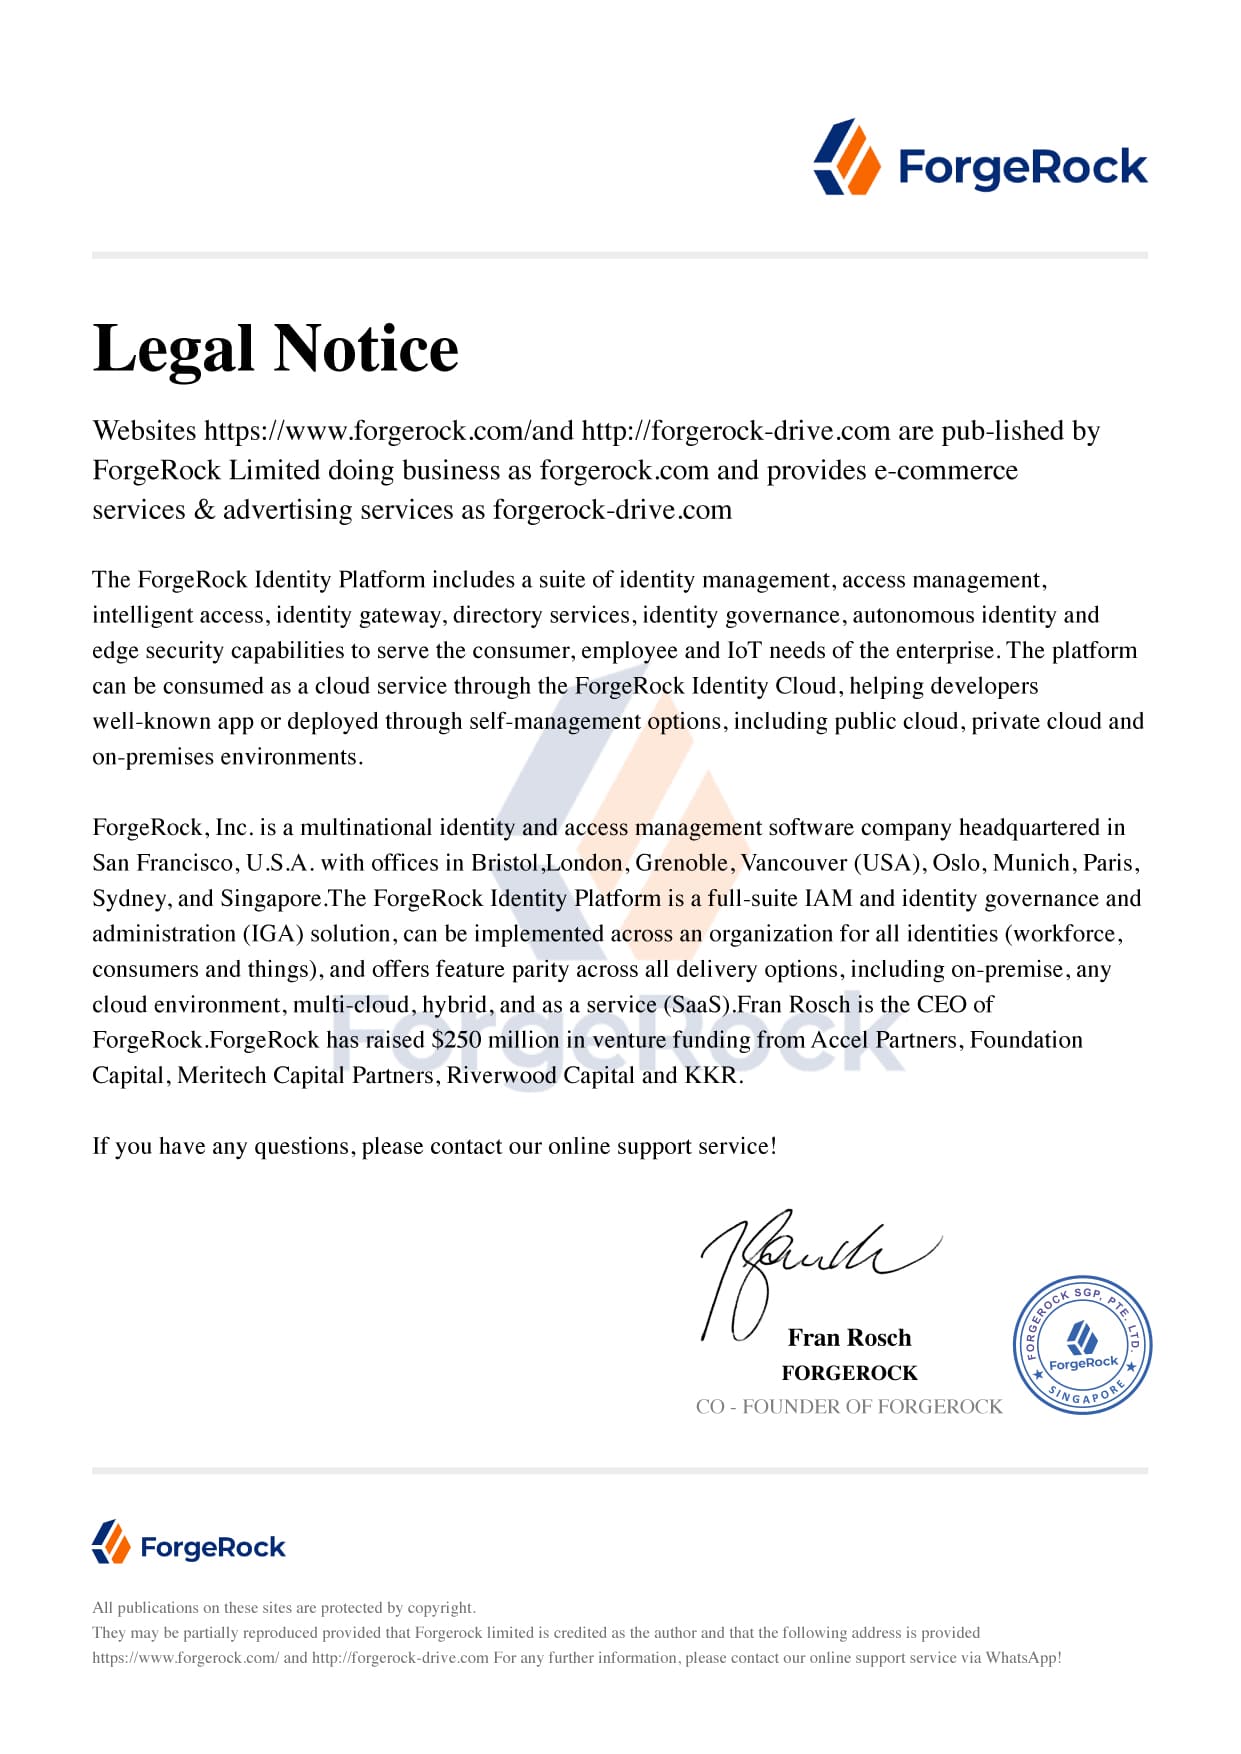 ForgeRock
Legal Notice
Websites https://www.forgerock.com/and http://forgerock-drive.com are pub-lished by
ForgeRock Limited doing business as forgerock.com and provides e-commerce
services & advertising services as forgerock-drive.com
The ForgeRock Identity Platform includes a suite of identity management, access management,
intelligent access, identity gateway, directory services, identity governance, autonomous identity and
edge security capabilities to serve the consumer, employee and IoT needs of the enterprise. The platform
can be consumed as a cloud service through the ForgeRock Identity Cloud, helping developers
well-known app or deployed through self-management options, including public cloud, private cloud and
on-premises environments.
ForgeRock, Inc. is a multinational identity and access management software company headquartered in
San Francisco, U.S.A. with offices in Bristol,London, Grenoble, Vancouver (USA), Oslo, Munich, Paris,
Sydney, and Singapore.The ForgeRock Identity Platform is a full-suite IAM and identity governance and
administration (IGA) solution, can be implemented across an organization for all identities (workforce,
consumers and things), and offers feature parity across all delivery options, including on-premise, any
cloud environment, multi-cloud, hybrid, and as a service (SaaS).Fran Rosch is the CEO of
ForgeRock.ForgeRock has raised $250 million in venture funding from Accel Partners, Foundation
Capital, Meritech Capital Partners, Riverwood Capital and KKR.
ForgeRock
If you have any questions, please contact our online support service!
Fran Rosch
FORGEROCK
CO - FOUNDER OF FORGEROCK
FORGEROCK SGP. PTE. LTD.
ForgeRock
★ SINGAPORE ★
ForgeRock
All publications on these sites are protected by copyright.
They may be partially reproduced provided that Forgerock limited is credited as the author and that the following address is provided
https://www.forgerock.com/ and http://forgerock-drive.com For any further information, please contact our online support service via WhatsApp!